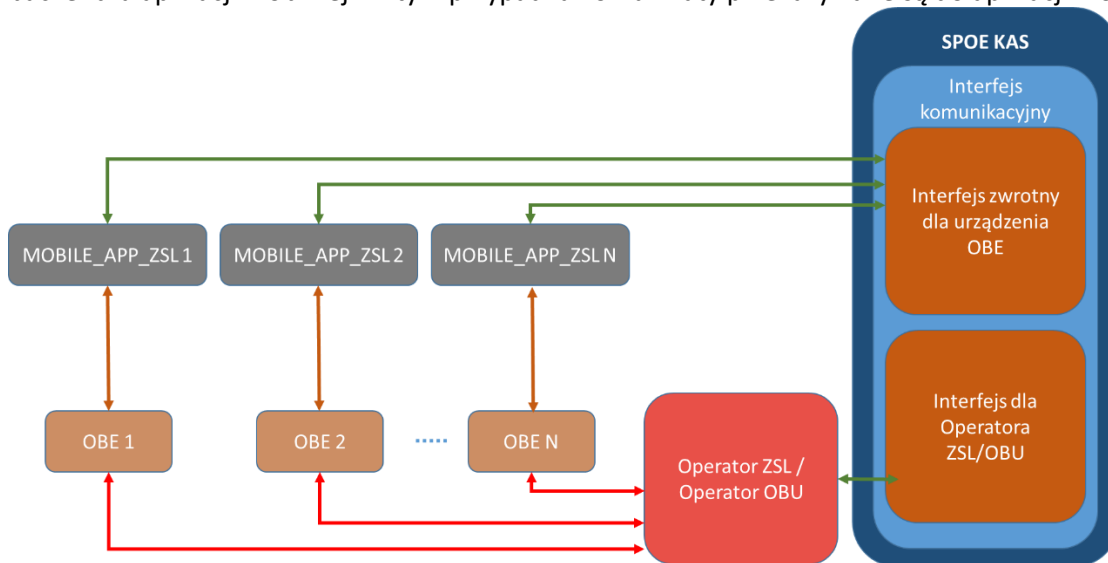 SPOE KAS
Interfejs
komunikacyjny
Interfejs zwrotny
dla urządzenia
OBE
MOBILE_APP_ZSL 1
MOBILE_APP_ZSL 2
MOBILE_APP_ZSL N
OBE 1
OBE 2
OBE N
Operator ZSL /
Operator OBU
Interfejs dla
Operatora
ZSL/OBU